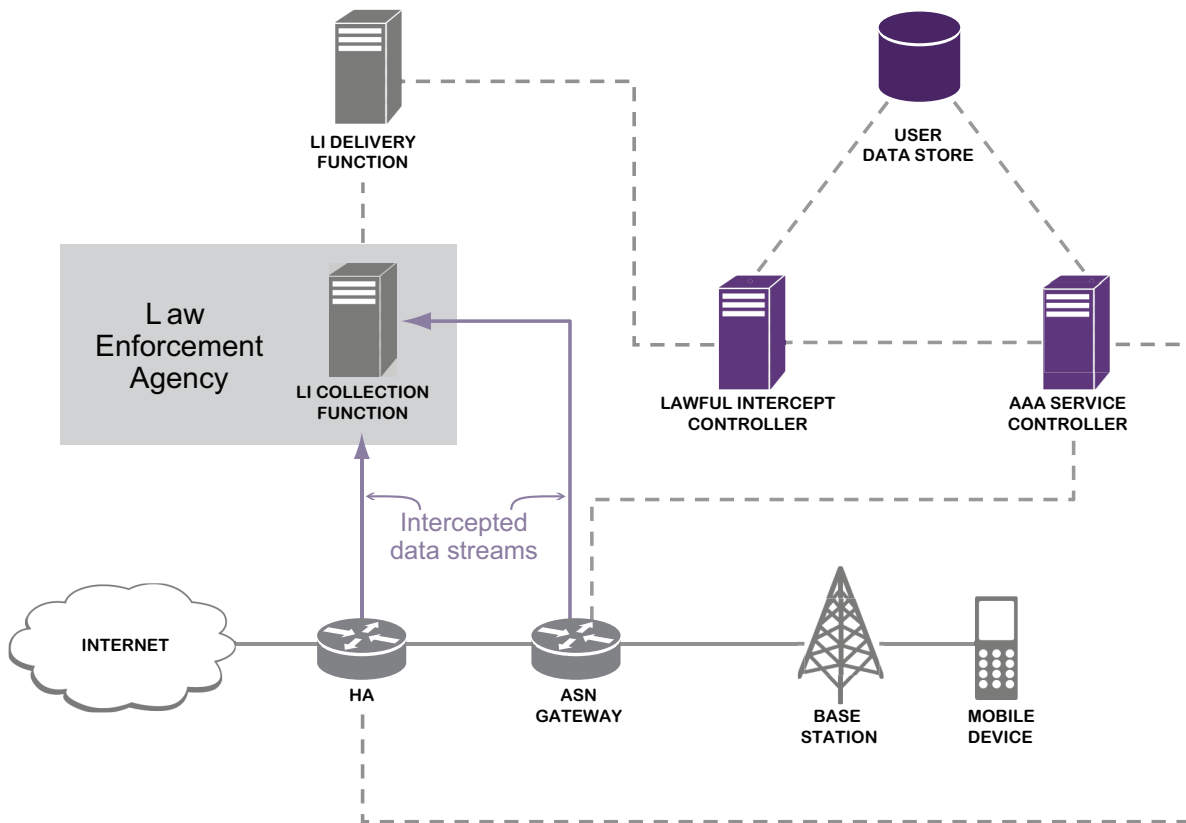 LI DELIVERY
FUNCTION
USER
DATA STORE
Law
Enforcement
Agency
LI COLLECTION
FUNCTION
LAWFUL INTERCEPT
CONTROLLER
AAA SERVICE
CONTROLLER
Intercepted
data streams
INTERNET
HA
ASN
GATEWAY
BASE
STATION
MOBILE
DEVICE